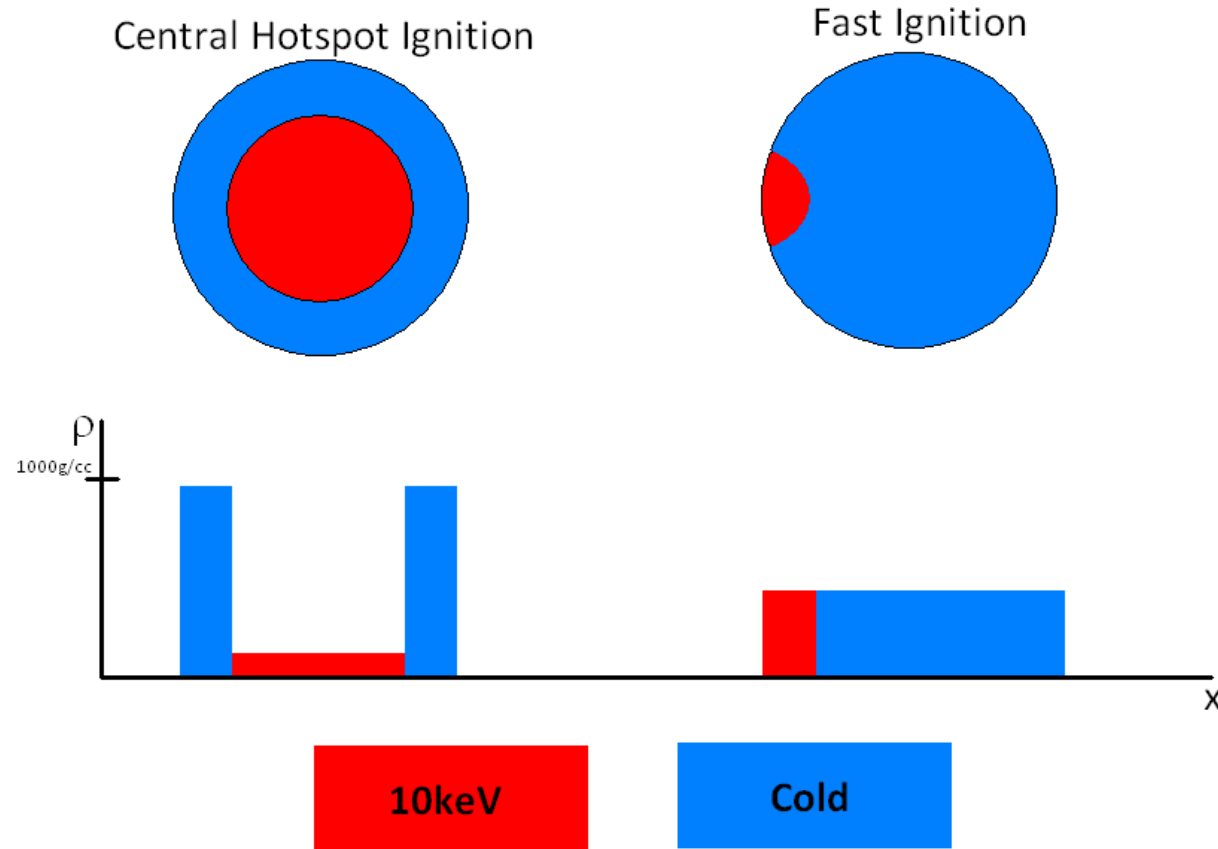 Central Hotspot Ignition
Fast Ignition
ρ
1000g/cc
x
10keV
Cold